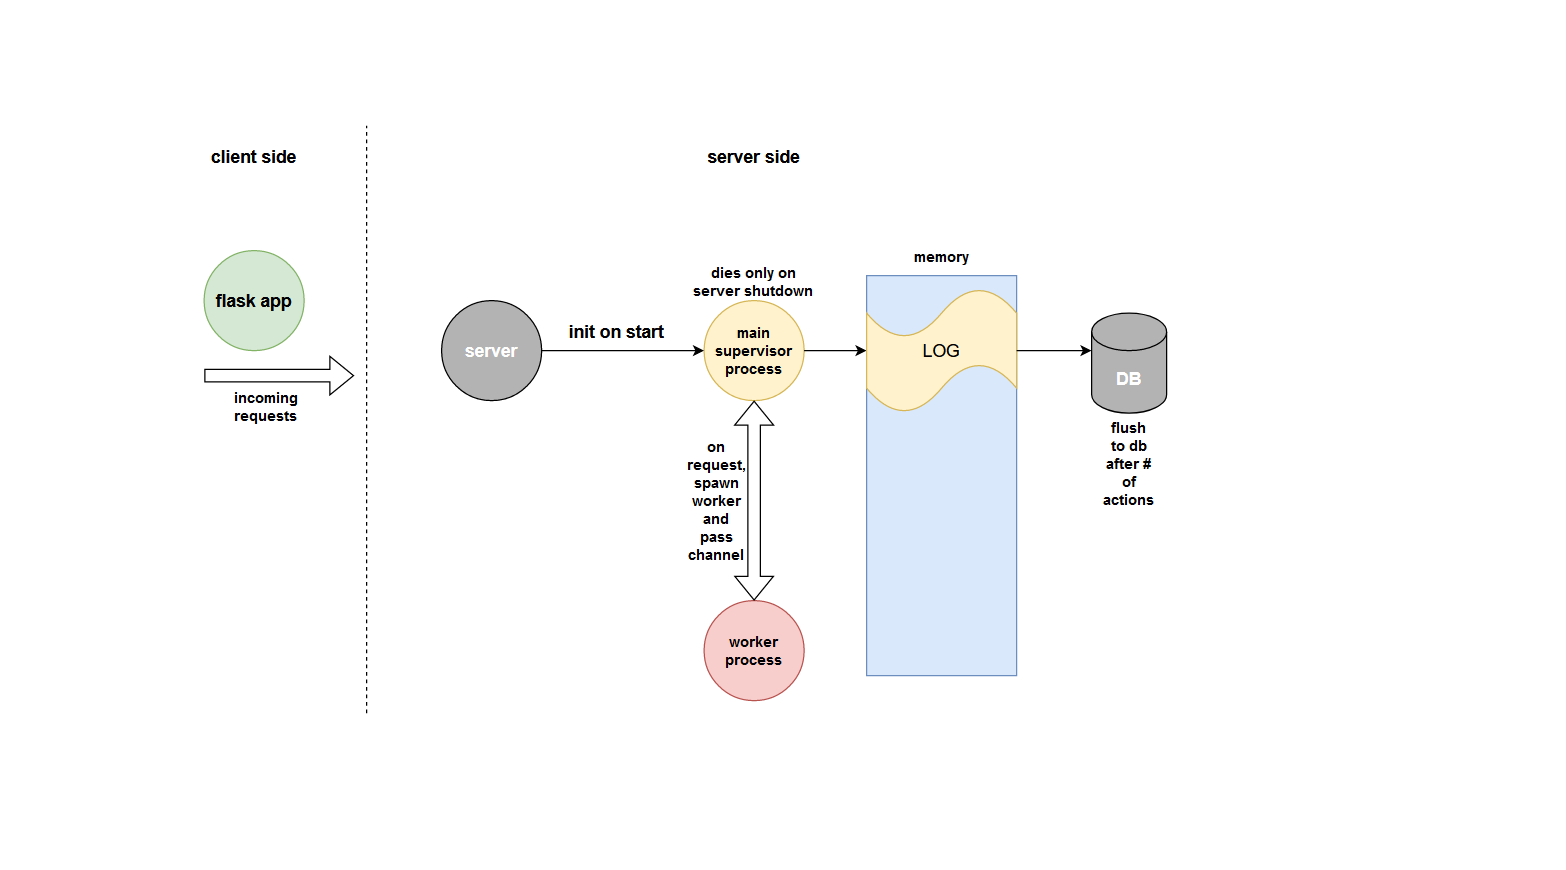 client side
server side
flask app
incoming
requests
server
init on start
dies only on
server shutdown
main
supervisor
process
on
request,
spawn
worker
and
pass
channel
worker
process
memory
LOG
DB
flush
to db
after #
of
actions